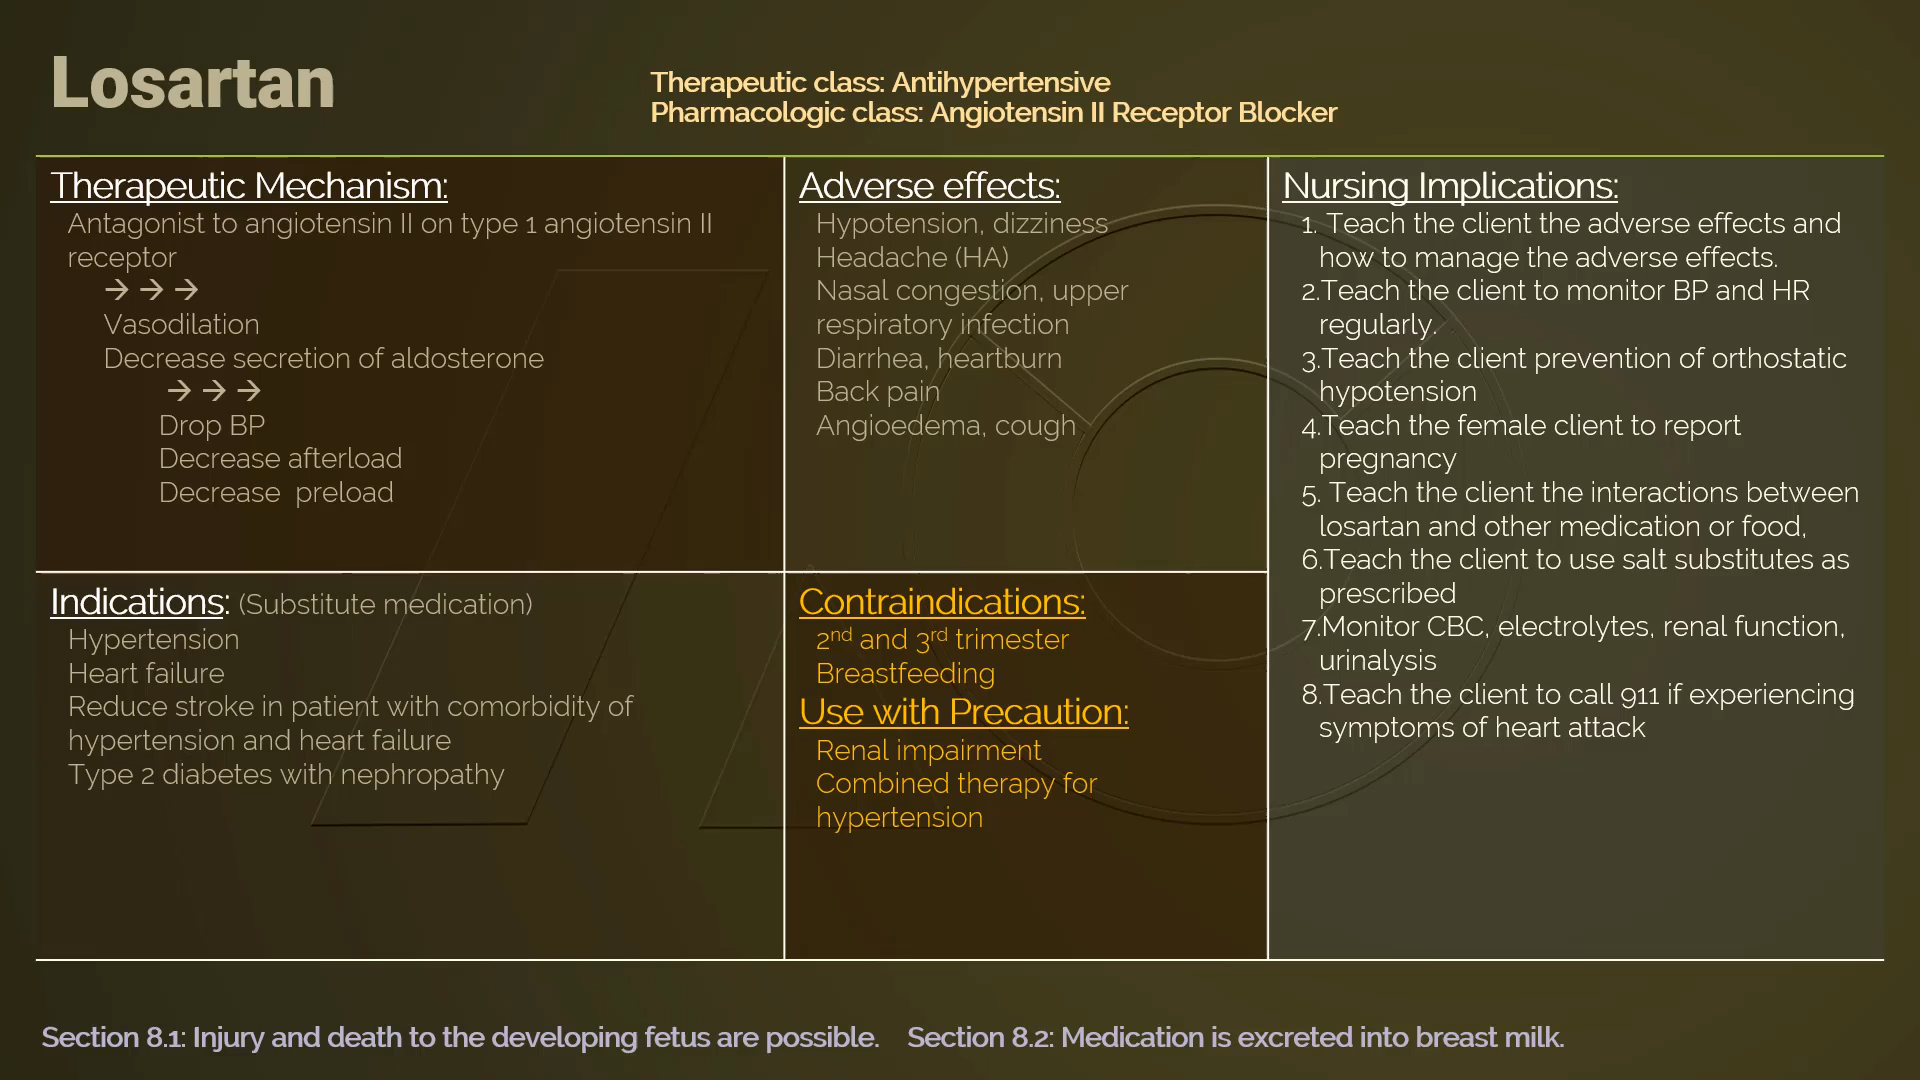 Losartan
Therapeutic class: Antihypertensive
Pharmacologic class: Angiotensin II Receptor Blocker
Therapeutic Mechanism:
Antagonist to angiotensin II on type 1 angiotensin II
receptor
→ → →
Vasodilation
Decrease secretion of aldosterone
→ → →
Drop BP
Decrease afterload
Decrease  preload
Adverse effects:
Hypotension, dizziness
Headache (HA)
Nasal congestion, upper
respiratory infection
Diarrhea, heartburn
Back pain
Angioedema, cough
Nursing Implications:
1. Teach the client the adverse effects and
how to manage the adverse effects.
2.Teach the client to monitor BP and HR
regularly.
3.Teach the client prevention of orthostatic
hypotension
4.Teach the female client to report
pregnancy
5. Teach the client the interactions between
losartan and other medication or food,
6.Teach the client to use salt substitutes as
prescribed
7.Monitor CBC, electrolytes, renal function,
urinalysis
8.Teach the client to call 911 if experiencing
symptoms of heart attack
Indications: (Substitute medication)
Hypertension
Heart failure
Reduce stroke in patient with comorbidity of
hypertension and heart failure
Type 2 diabetes with nephropathy
Contraindications:
2nd and 3rd trimester
Breastfeeding
Use with Precaution:
Renal impairment
Combined therapy for
hypertension
Section 8.1: Injury and death to the developing fetus are possible.    Section 8.2: Medication is excreted into breast milk.